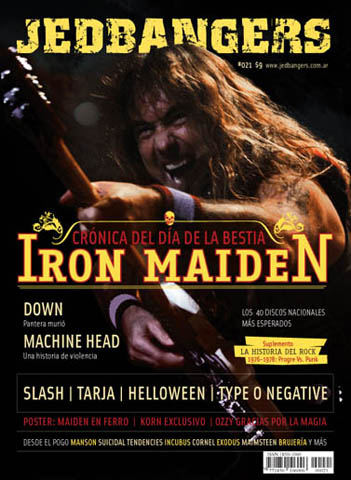 JEDBANGERS
#021 $9 www.jedbangers.com.ar
CRÓNICA DEL DÍA DE LA BESTIA
IRON MAIDEN
DOWN
Pantera murió
MACHINE HEAD
Una historia de violencia
LOS 40 DISCOS NACIONALES
MÁS ESPERADOS
Suplemento
LA HISTORIA DEL ROCK
1976-1978: Progre Vs. Punk
SLASH | TARJA | HELLOWEEN | TYPE O NEGATIVE
POSTER: MAIDEN EN FERRO | KORN EXCLUSIVO | OZZY GRACIAS POR LA MAGIA
DESDE EL POGO MANSON SUICIDAL TENDENCIES INCUBUS CORNEL EXODUS MALMSTEEN BRUJERÍA Y MÁS